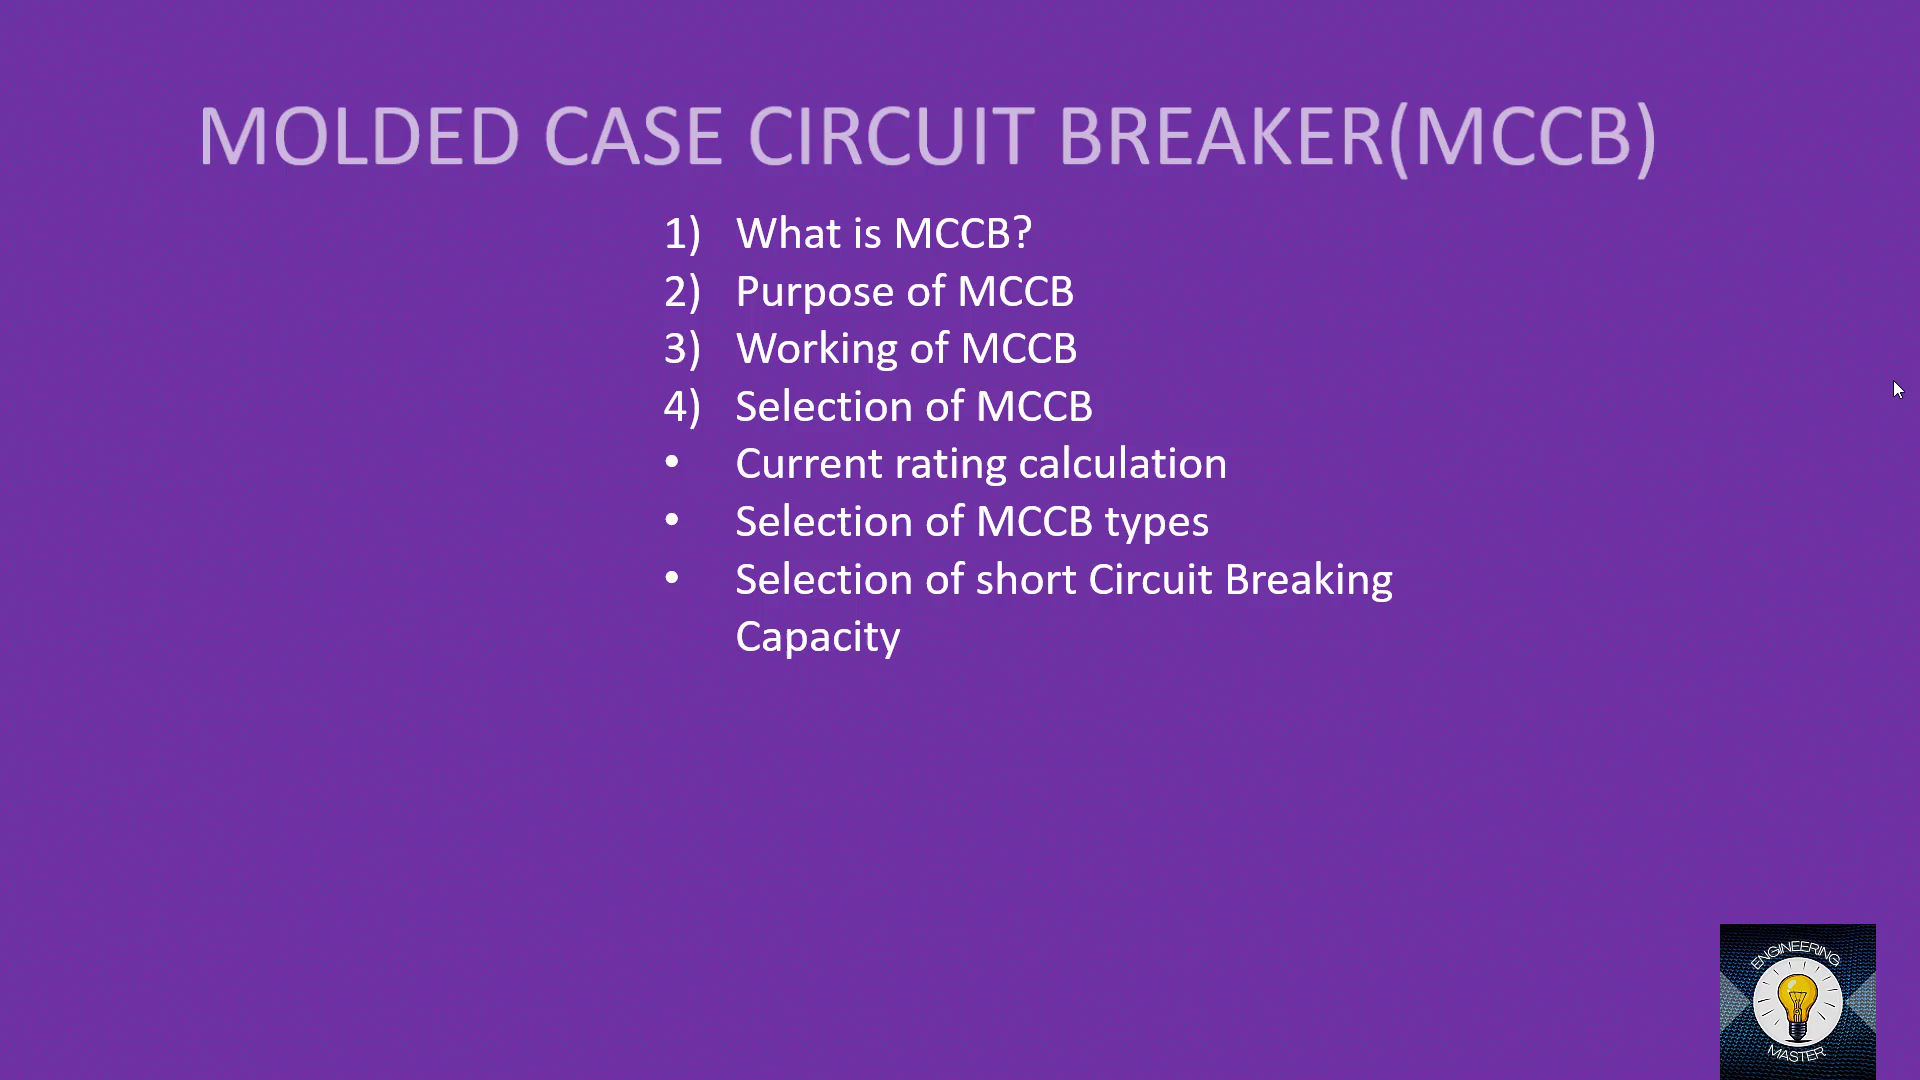 MOLDED CASE CIRCUIT BREAKER(MCCB)
1) What is MCCB?
2) Purpose of MCCB
3) Working of MCCB
4) Selection of MCCB
• Current rating calculation
• Selection of MCCB types
• Selection of short Circuit Breaking
Capacity
ENGINEERING
MASTER